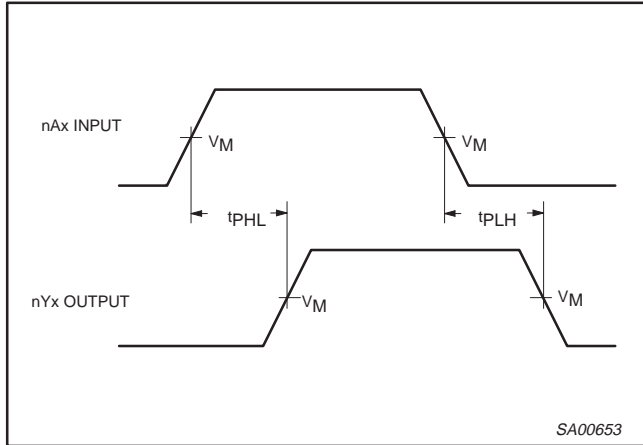 nAx INPUT
VM
VM
tPHL
tPLH
nYx OUTPUT
VM
VM
SA00653